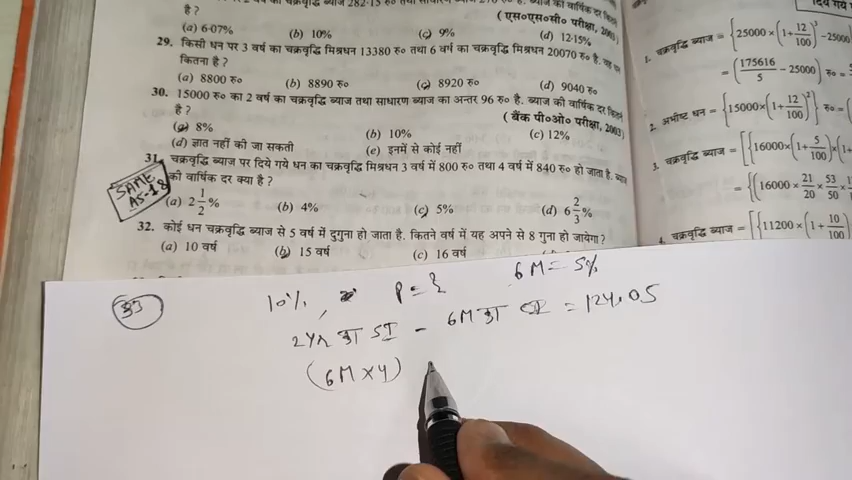 है ?
(एस०एस०सी० परीक्षा, 2003)
(a) 6·07% (b) 10% (c) 9% (d) 12·15%
29. किसी धन पर 3 वर्ष का चक्रवृद्धि मिश्रधन 13380 रु० तथा 6 वर्ष का चक्रवृद्धि मिश्रधन 20070 रु० है. वह धन
कितना है ?
(a) 8800 रु० (b) 8890 रु० (c) 8920 रु० (d) 9040 रु०
30. 15000 रु० का 2 वर्ष का चक्रवृद्धि ब्याज तथा साधारण ब्याज का अन्तर 96 रु० है. ब्याज की वार्षिक दर कितनी
है ?
(बैंक पी०ओ० परीक्षा, 2003)
(a) 8% (b) 10% (c) 12%
(d) ज्ञात नहीं की जा सकती (e) इनमें से कोई नहीं
31. चक्रवृद्धि ब्याज पर दिये गये धन का चक्रवृद्धि मिश्रधन 3 वर्ष में 800 रु० तथा 4 वर्ष में 840 रु० हो जाता है. ब्याज
की वार्षिक दर क्या है ?
SAME
AS-18
(a) 2 1/2 % (b) 4% (c) 5% (d) 6 2/3 %
32. कोई धन चक्रवृद्धि ब्याज से 5 वर्ष में दुगुना हो जाता है. कितने वर्ष में यह अपने से 8 गुना हो जायेगा ?
(a) 10 वर्ष (b) 15 वर्ष (c) 16 वर्ष
दिये गये
1. चक्रवृद्धि ब्याज = {25000×(1+12/100)³−25000}
= (175616/5 − 25000) रु० =
2. अभीष्ट धन = {15000×(1+12/100)²} रु० =
3. चक्रवृद्धि ब्याज = [{16000×(1+5/100)×(1+
= {(16000×21/20×53/50×
4. चक्रवृद्धि ब्याज = [{11200×(1+10/100)
33 10%, P = ? 6M = 5%
2Yr का SI − 6M का CI = 124.05
(6M×4)